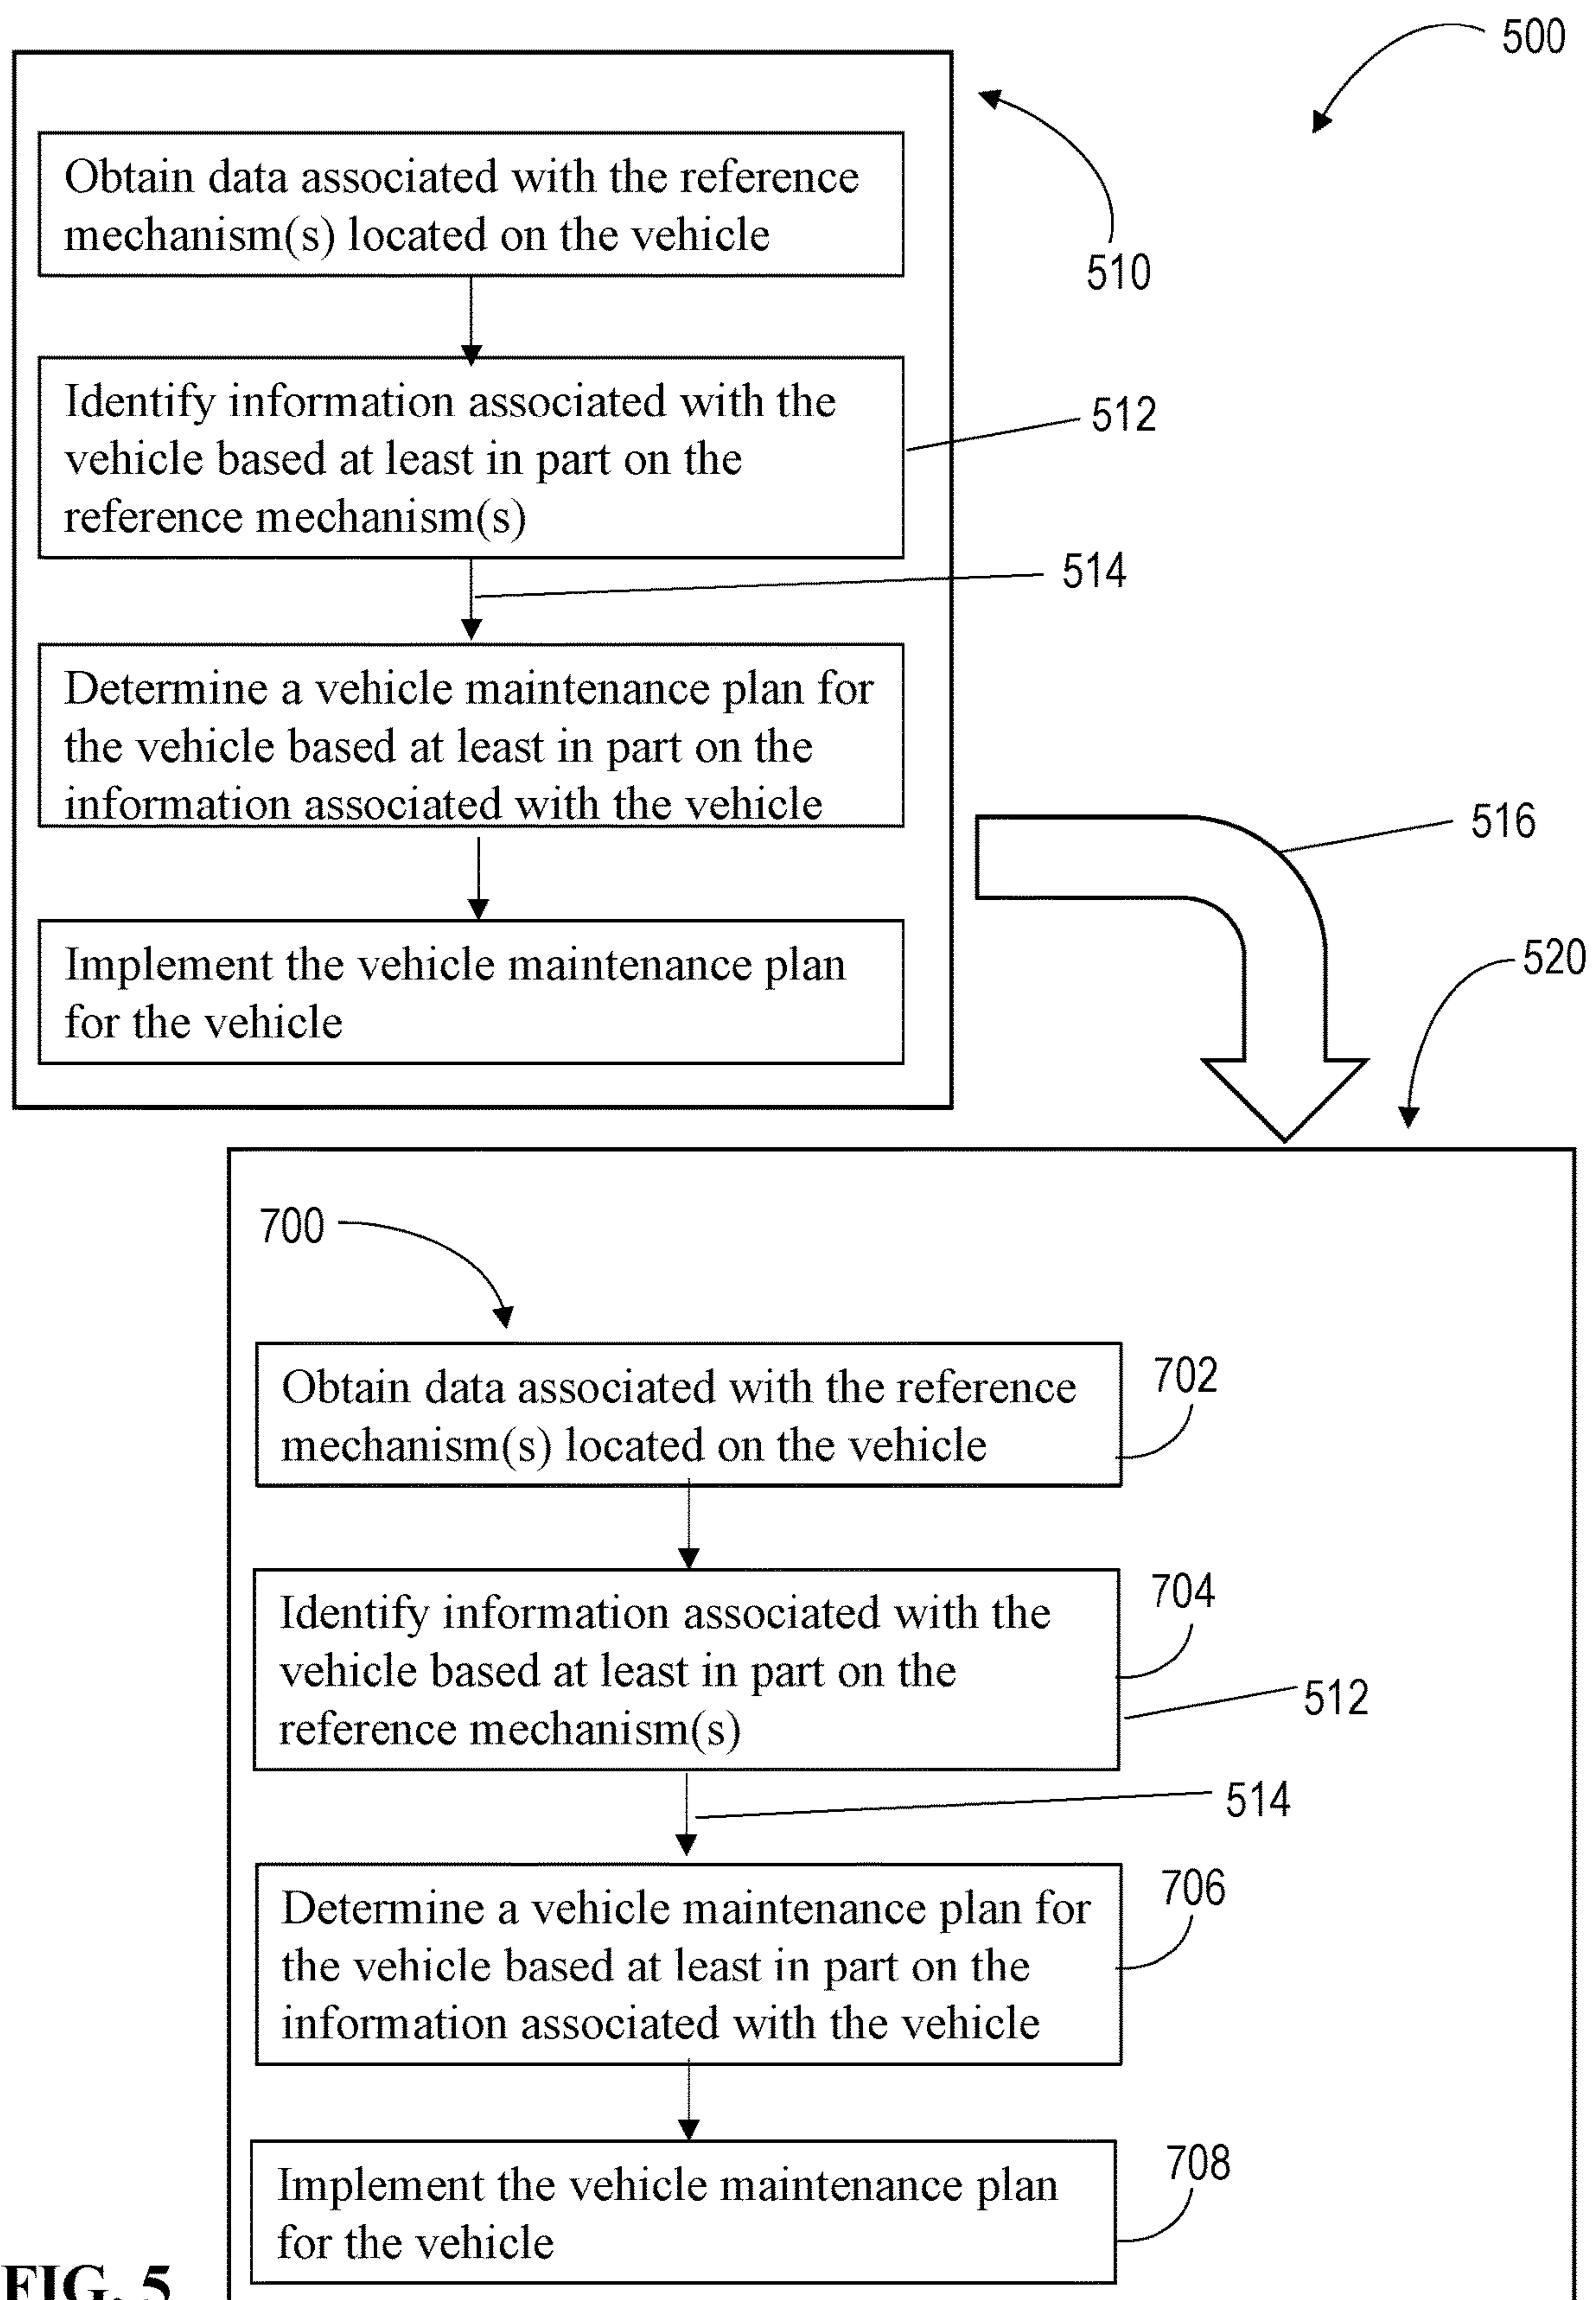 500
Obtain data associated with the reference
mechanism(s) located on the vehicle
510
Identify information associated with the
vehicle based at least in part on the
reference mechanism(s)
512
514
Determine a vehicle maintenance plan for
the vehicle based at least in part on the
information associated with the vehicle
516
Implement the vehicle maintenance plan
for the vehicle
520
700
Obtain data associated with the reference
mechanism(s) located on the vehicle
702
Identify information associated with the
vehicle based at least in part on the
reference mechanism(s)
704
512
514
Determine a vehicle maintenance plan for
the vehicle based at least in part on the
information associated with the vehicle
706
Implement the vehicle maintenance plan
for the vehicle
708
FIG. 5